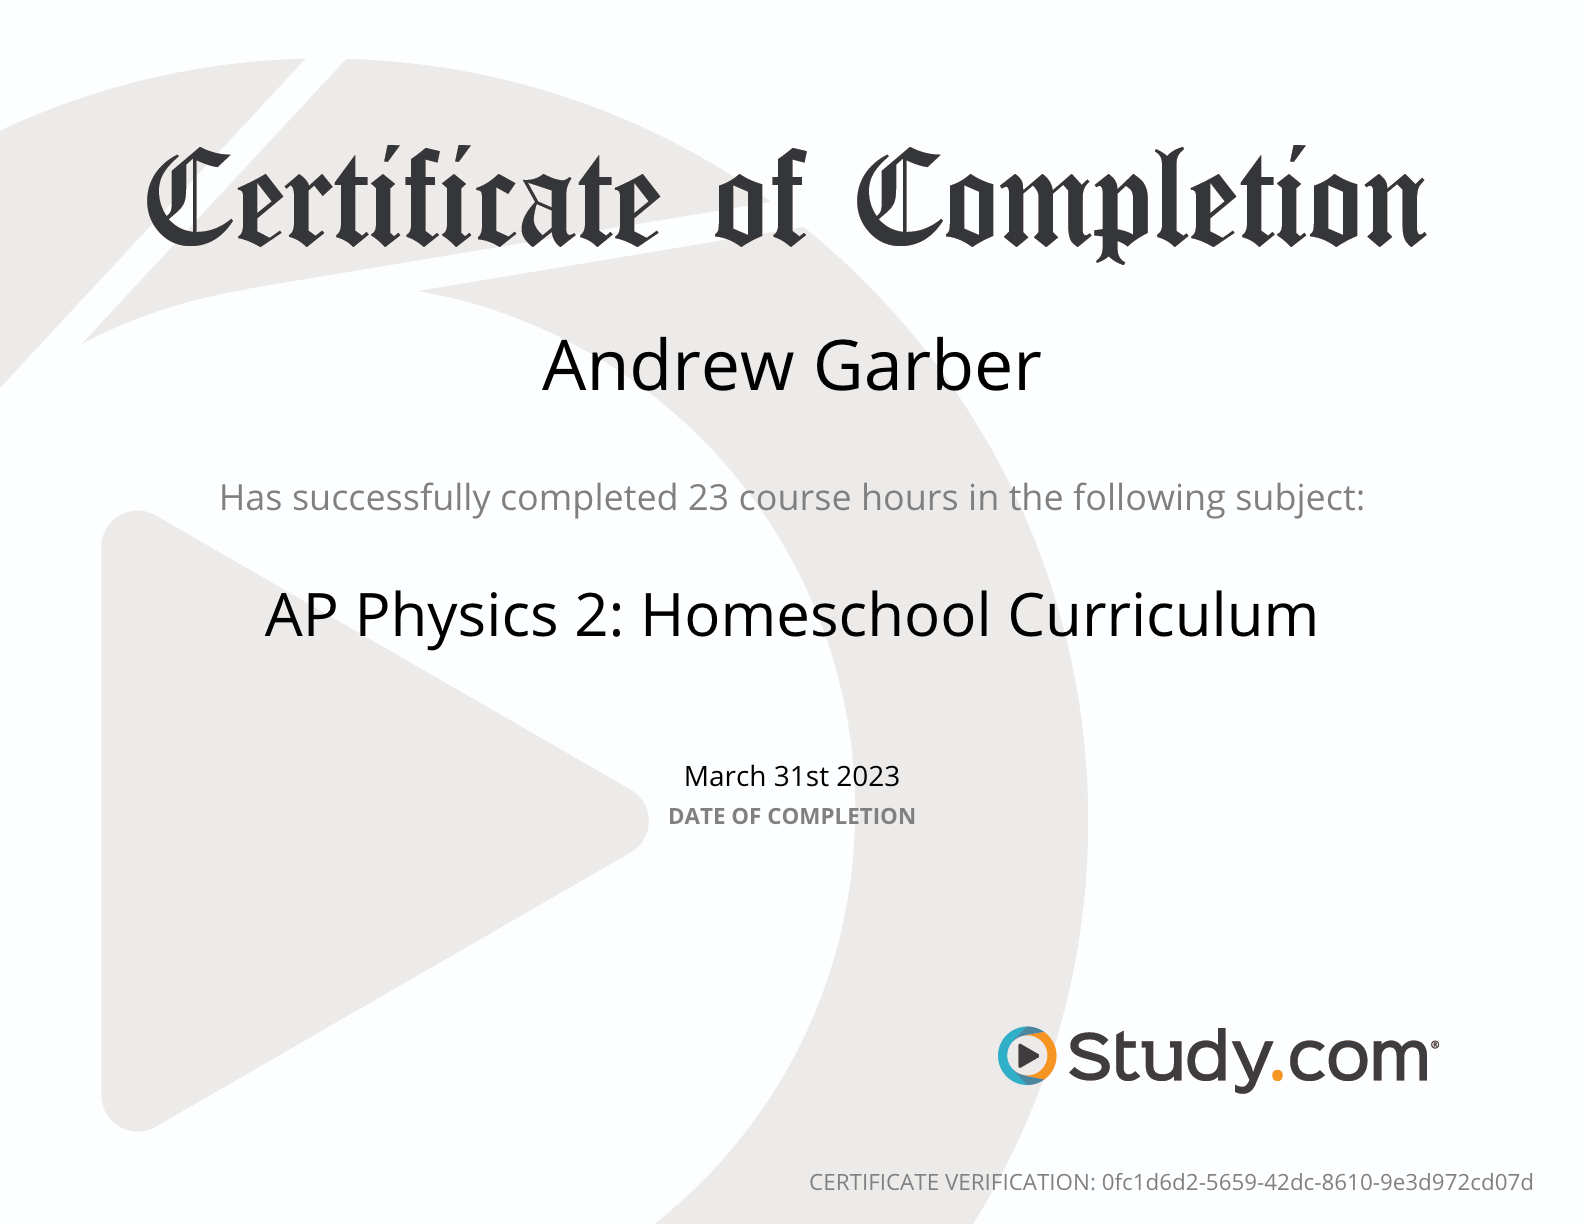 Certificate of Completion
Andrew Garber
Has successfully completed 23 course hours in the following subject:
AP Physics 2: Homeschool Curriculum
March 31st 2023
DATE OF COMPLETION
Study.com®
CERTIFICATE VERIFICATION: 0fc1d6d2-5659-42dc-8610-9e3d972cd07d